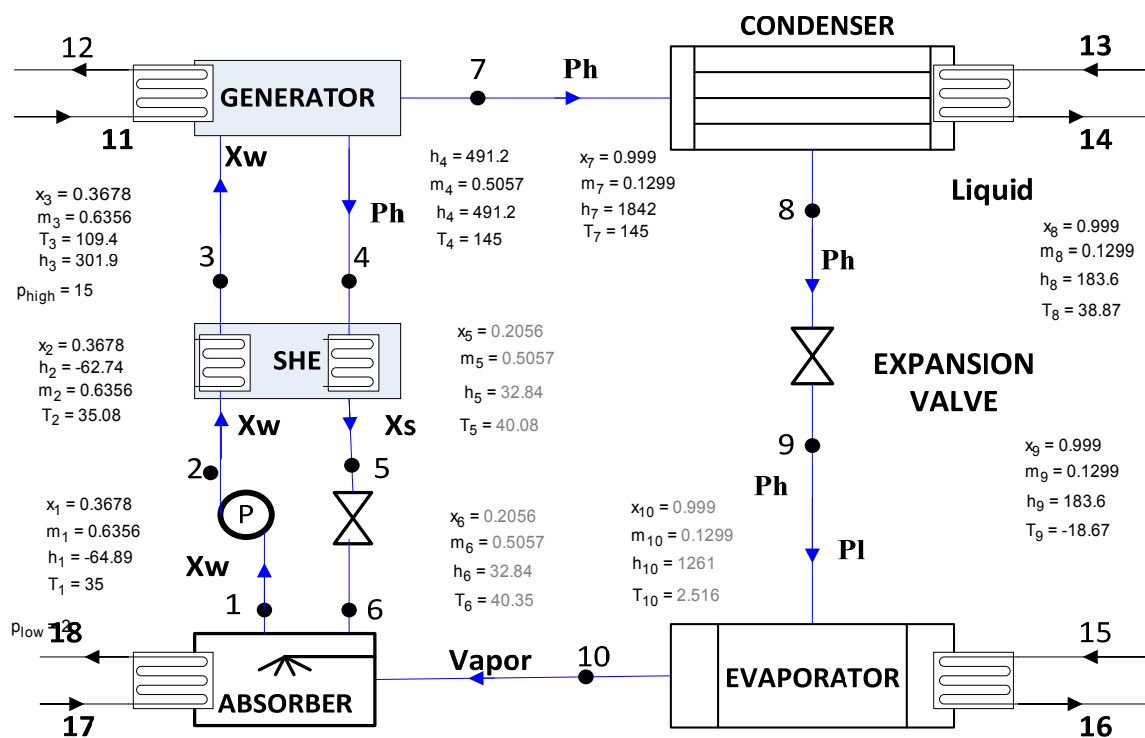 CONDENSER
12
7
Ph
13
GENERATOR
11
14
Xw
Ph
h4 = 491.2
m4 = 0.5057
h4 = 491.2
T4 = 145
x7 = 0.999
m7 = 0.1299
h7 = 1842
T7 = 145
Liquid
x3 = 0.3678
m3 = 0.6356
T3 = 109.4
h3 = 301.9
phigh = 15
3
4
8
Ph
x8 = 0.999
m8 = 0.1299
h8 = 183.6
T8 = 38.87
x2 = 0.3678
h2 = -62.74
m2 = 0.6356
T2 = 35.08
SHE
x5 = 0.2056
m5 = 0.5057
h5 = 32.84
T5 = 40.08
EXPANSION
VALVE
Xw
Xs
2
5
9
Ph
x9 = 0.999
m9 = 0.1299
h9 = 183.6
T9 = -18.67
x1 = 0.3678
m1 = 0.6356
h1 = -64.89
T1 = 35
P
x6 = 0.2056
m6 = 0.5057
h6 = 32.84
T6 = 40.35
x10 = 0.999
m10 = 0.1299
h10 = 1261
T10 = 2.516
Pl
Xw
1
6
plow = 2
18
Vapor
10
15
ABSORBER
EVAPORATOR
17
16